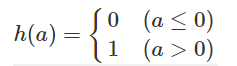 h(a) = { 0 (a ≤ 0)
1 (a > 0)